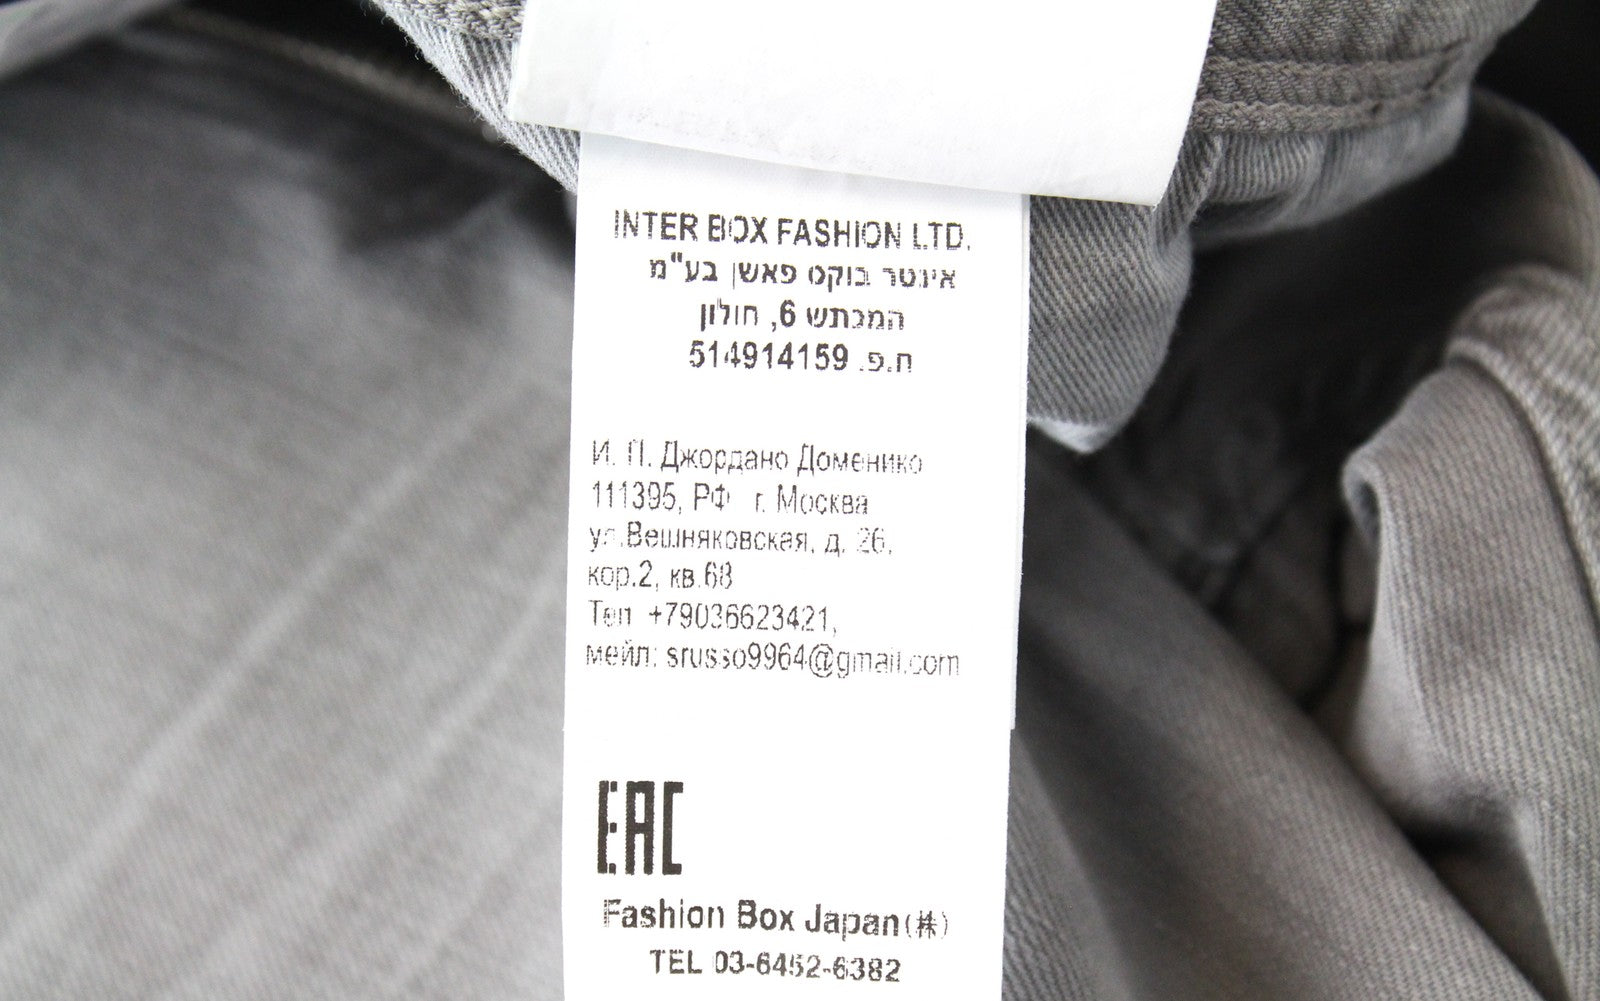 INTER BOX FASHION LTD.
אינטר בוקס פאשן בע"מ
המכתש 6, חולון
ח.פ. 514914159
И. П. Джордано Доменико
111395, РФ г. Москва
ул.Вешняковская, д. 26,
кор.2, кв.68
Тел +79036623421,
мейл: srusso9964@gmail.com
EAC
Fashion Box Japan(株)
TEL 03-6452-6382